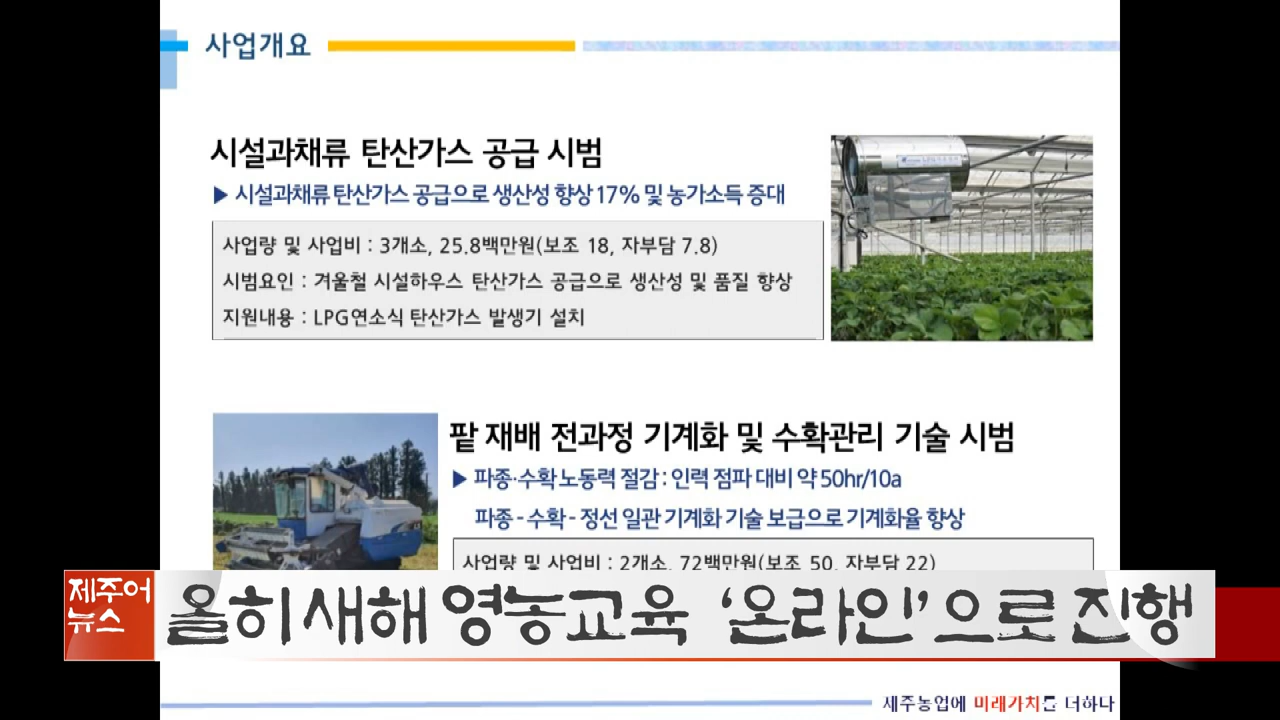 사업개요
시설과채류 탄산가스 공급 시범
▶ 시설과채류 탄산가스 공급으로 생산성 향상 17% 및 농가소득 증대
사업량 및 사업비 : 3개소, 25.8백만원(보조 18, 자부담 7.8)
시범요인 : 겨울철 시설하우스 탄산가스 공급으로 생산성 및 품질 향상
지원내용 : LPG연소식 탄산가스 발생기 설치
팥 재배 전과정 기계화 및 수확관리 기술 시범
▶ 파종·수확 노동력 절감 : 인력 점파 대비 약 50hr/10a
파종 - 수확 - 정선 일관 기계화 기술 보급으로 기계화율 향상
사업량 및 사업비 : 2개소, 72백만원(보조 50, 자부담 22)
제주어
뉴스
올히 새해 영농교육 ‘온라인’으로 진행
제주농업에 미래가치를 더하다